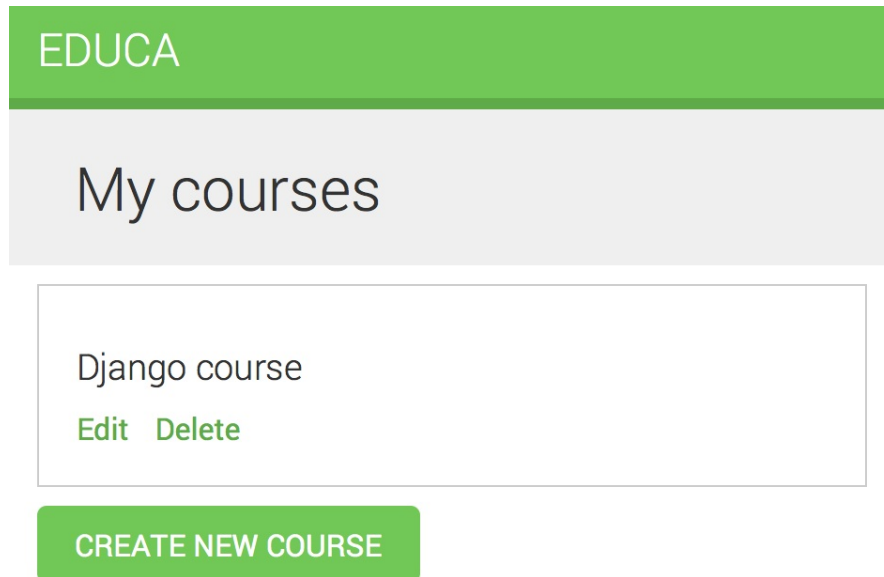 EDUCA
My courses
Django course
Edit Delete
CREATE NEW COURSE